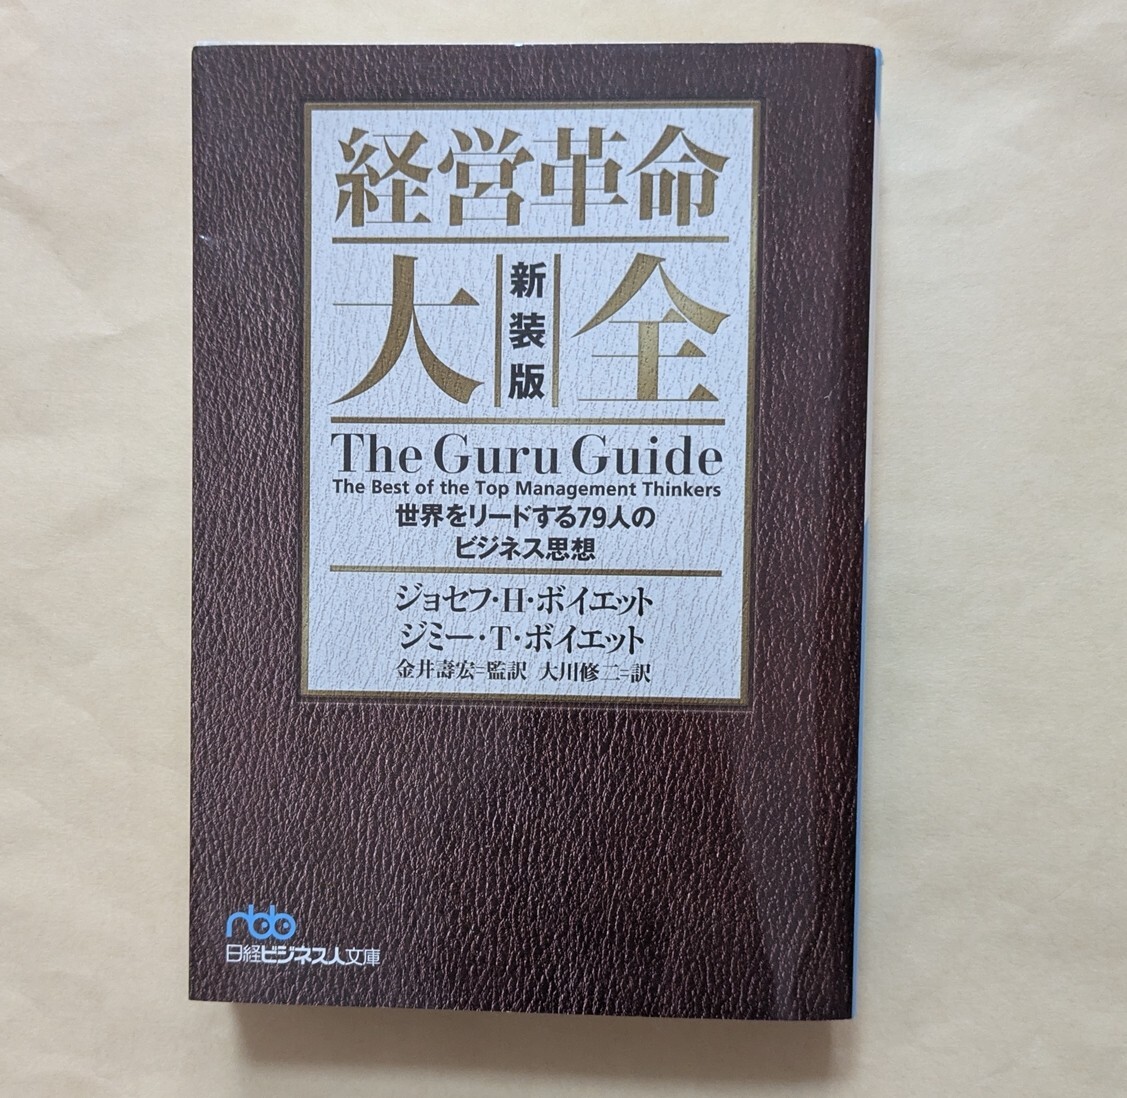 経営革命
大全
新装版
The Guru Guide
The Best of the Top Management Thinkers
世界をリードする79人の
ビジネス思想
ジョセフ・H・ボイエット
ジミー・T・ボイエット
金井壽宏=監訳 大川修二=訳
nbb
日経ビジネス人文庫